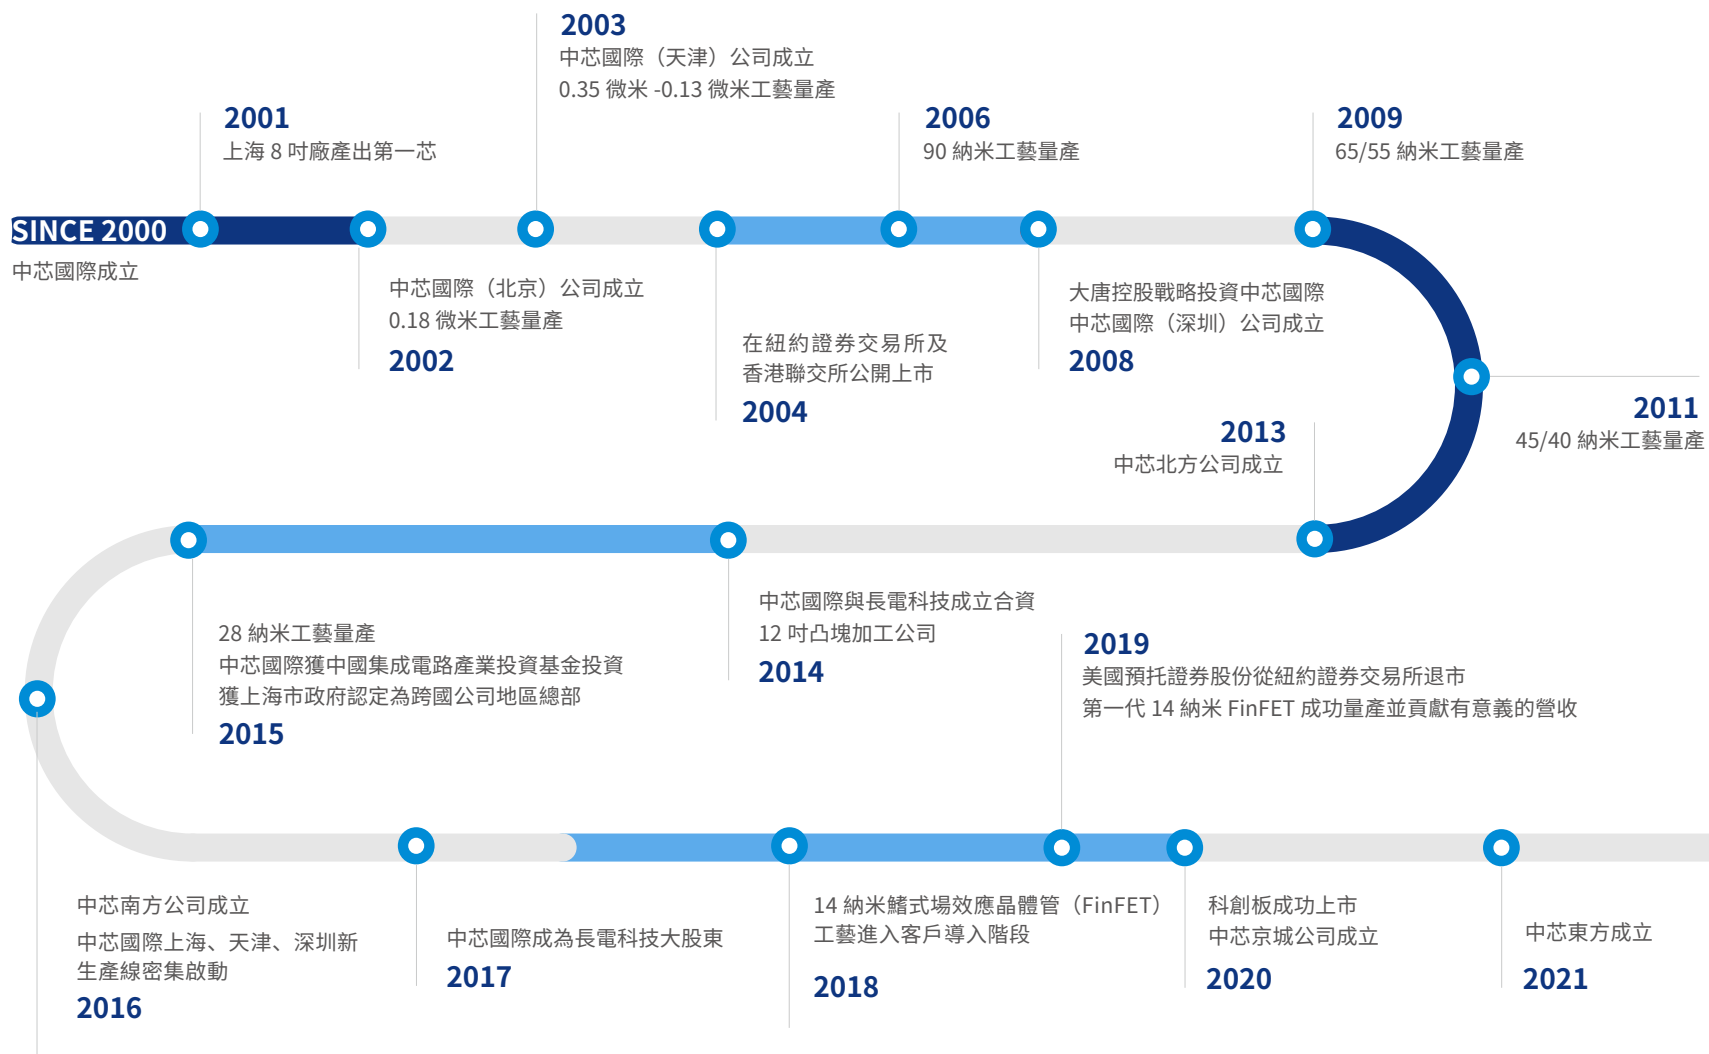 SINCE 2000
中芯國際成立
2001
上海 8 吋廠產出第一芯
中芯國際（北京）公司成立
0.18 微米工藝量產
2002
2003
中芯國際（天津）公司成立
0.35 微米 -0.13 微米工藝量產
在紐約證券交易所及
香港聯交所公開上市
2004
2006
90 納米工藝量產
大唐控股戰略投資中芯國際
中芯國際（深圳）公司成立
2008
2009
65/55 納米工藝量產
2011
45/40 納米工藝量產
2013
中芯北方公司成立
中芯國際與長電科技成立合資
12 吋凸塊加工公司
2014
28 納米工藝量產
中芯國際獲中國集成電路產業投資基金投資
獲上海市政府認定為跨國公司地區總部
2015
中芯南方公司成立
中芯國際上海、天津、深圳新
生產線密集啟動
2016
中芯國際成為長電科技大股東
2017
14 納米鰭式場效應晶體管（FinFET）
工藝進入客戶導入階段
2018
2019
美國預托證券股份從紐約證券交易所退市
第一代 14 納米 FinFET 成功量產並貢獻有意義的營收
科創板成功上市
中芯京城公司成立
2020
中芯東方成立
2021